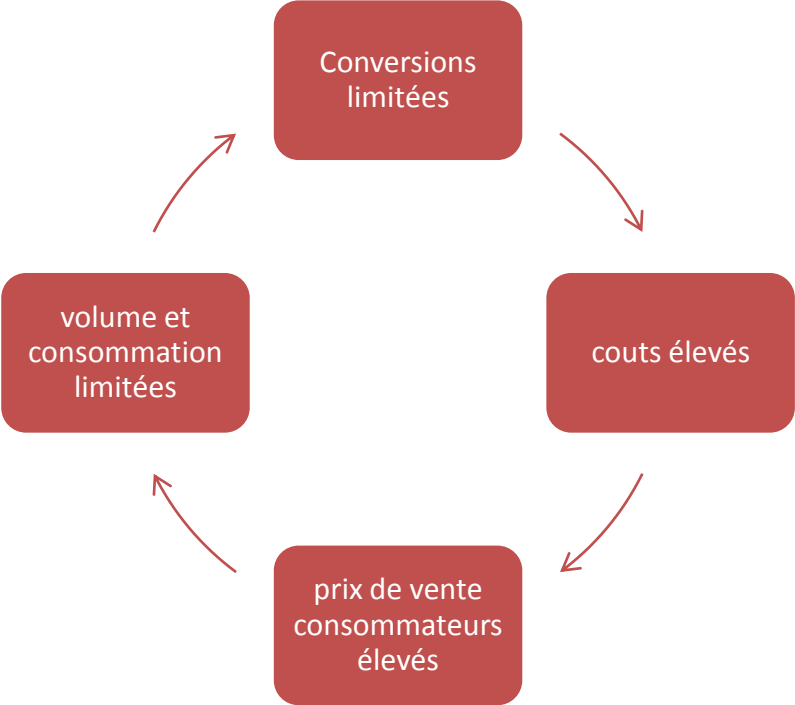 Conversions
limitées
couts élevés
prix de vente
consommateurs
élevés
volume et
consommation
limitées